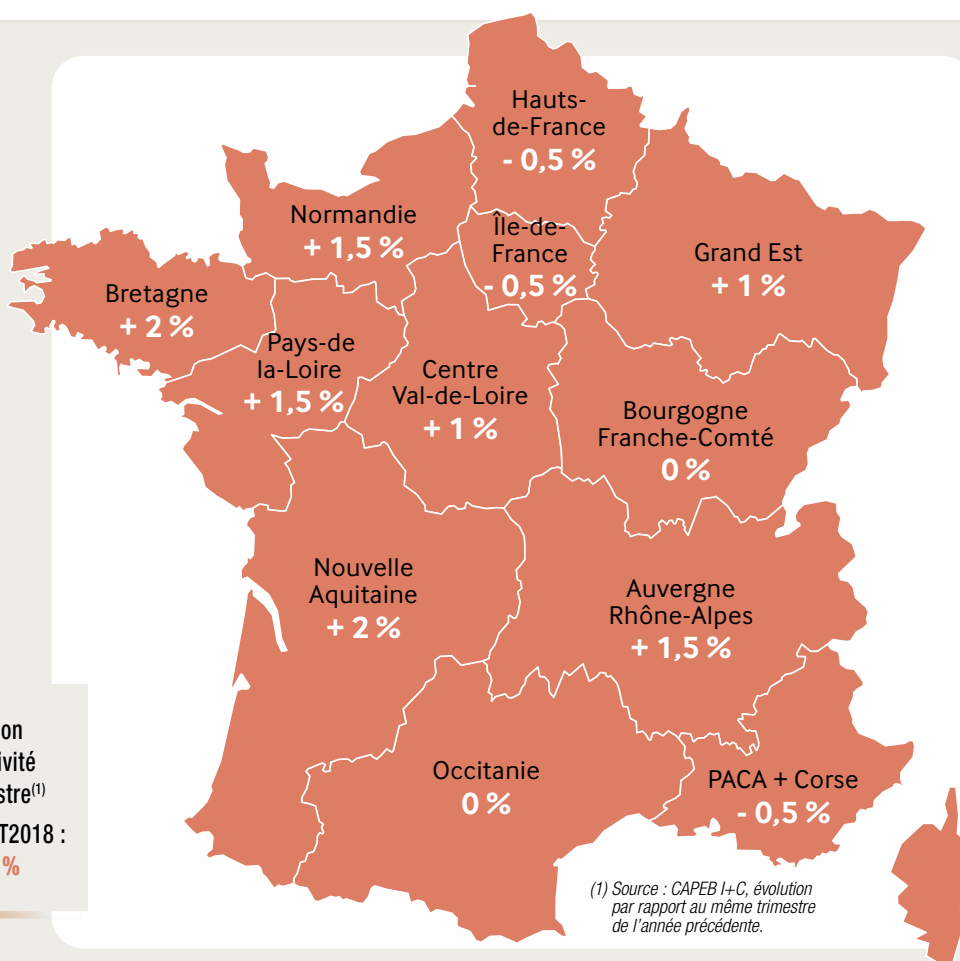 Hauts-
de-France
- 0,5 %
Normandie
+ 1,5 %
Île-de-
France
- 0,5 %
Grand Est
+ 1 %
Bretagne
+ 2 %
Pays-de
la-Loire
+ 1,5 %
Centre
Val-de-Loire
+ 1 %
Bourgogne
Franche-Comté
0 %
Nouvelle
Aquitaine
+ 2 %
Auvergne
Rhône-Alpes
+ 1,5 %
Occitanie
0 %
PACA + Corse
- 0,5 %
on
ivité
stre(1)
T2018 :
%
(1) Source : CAPEB I+C, évolution
par rapport au même trimestre
de l'année précédente.